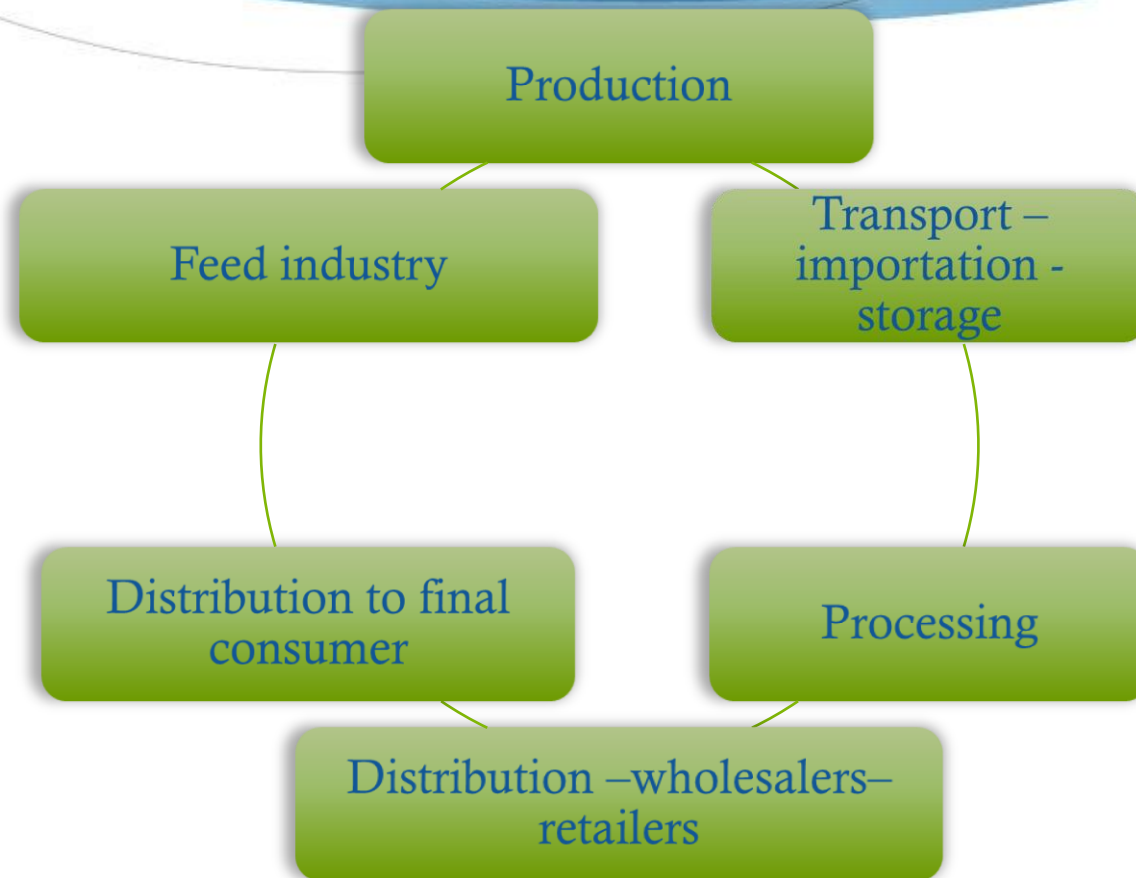 Production
Feed industry
Transport –
importation -
storage
Distribution to final
consumer
Processing
Distribution –wholesalers–
retailers